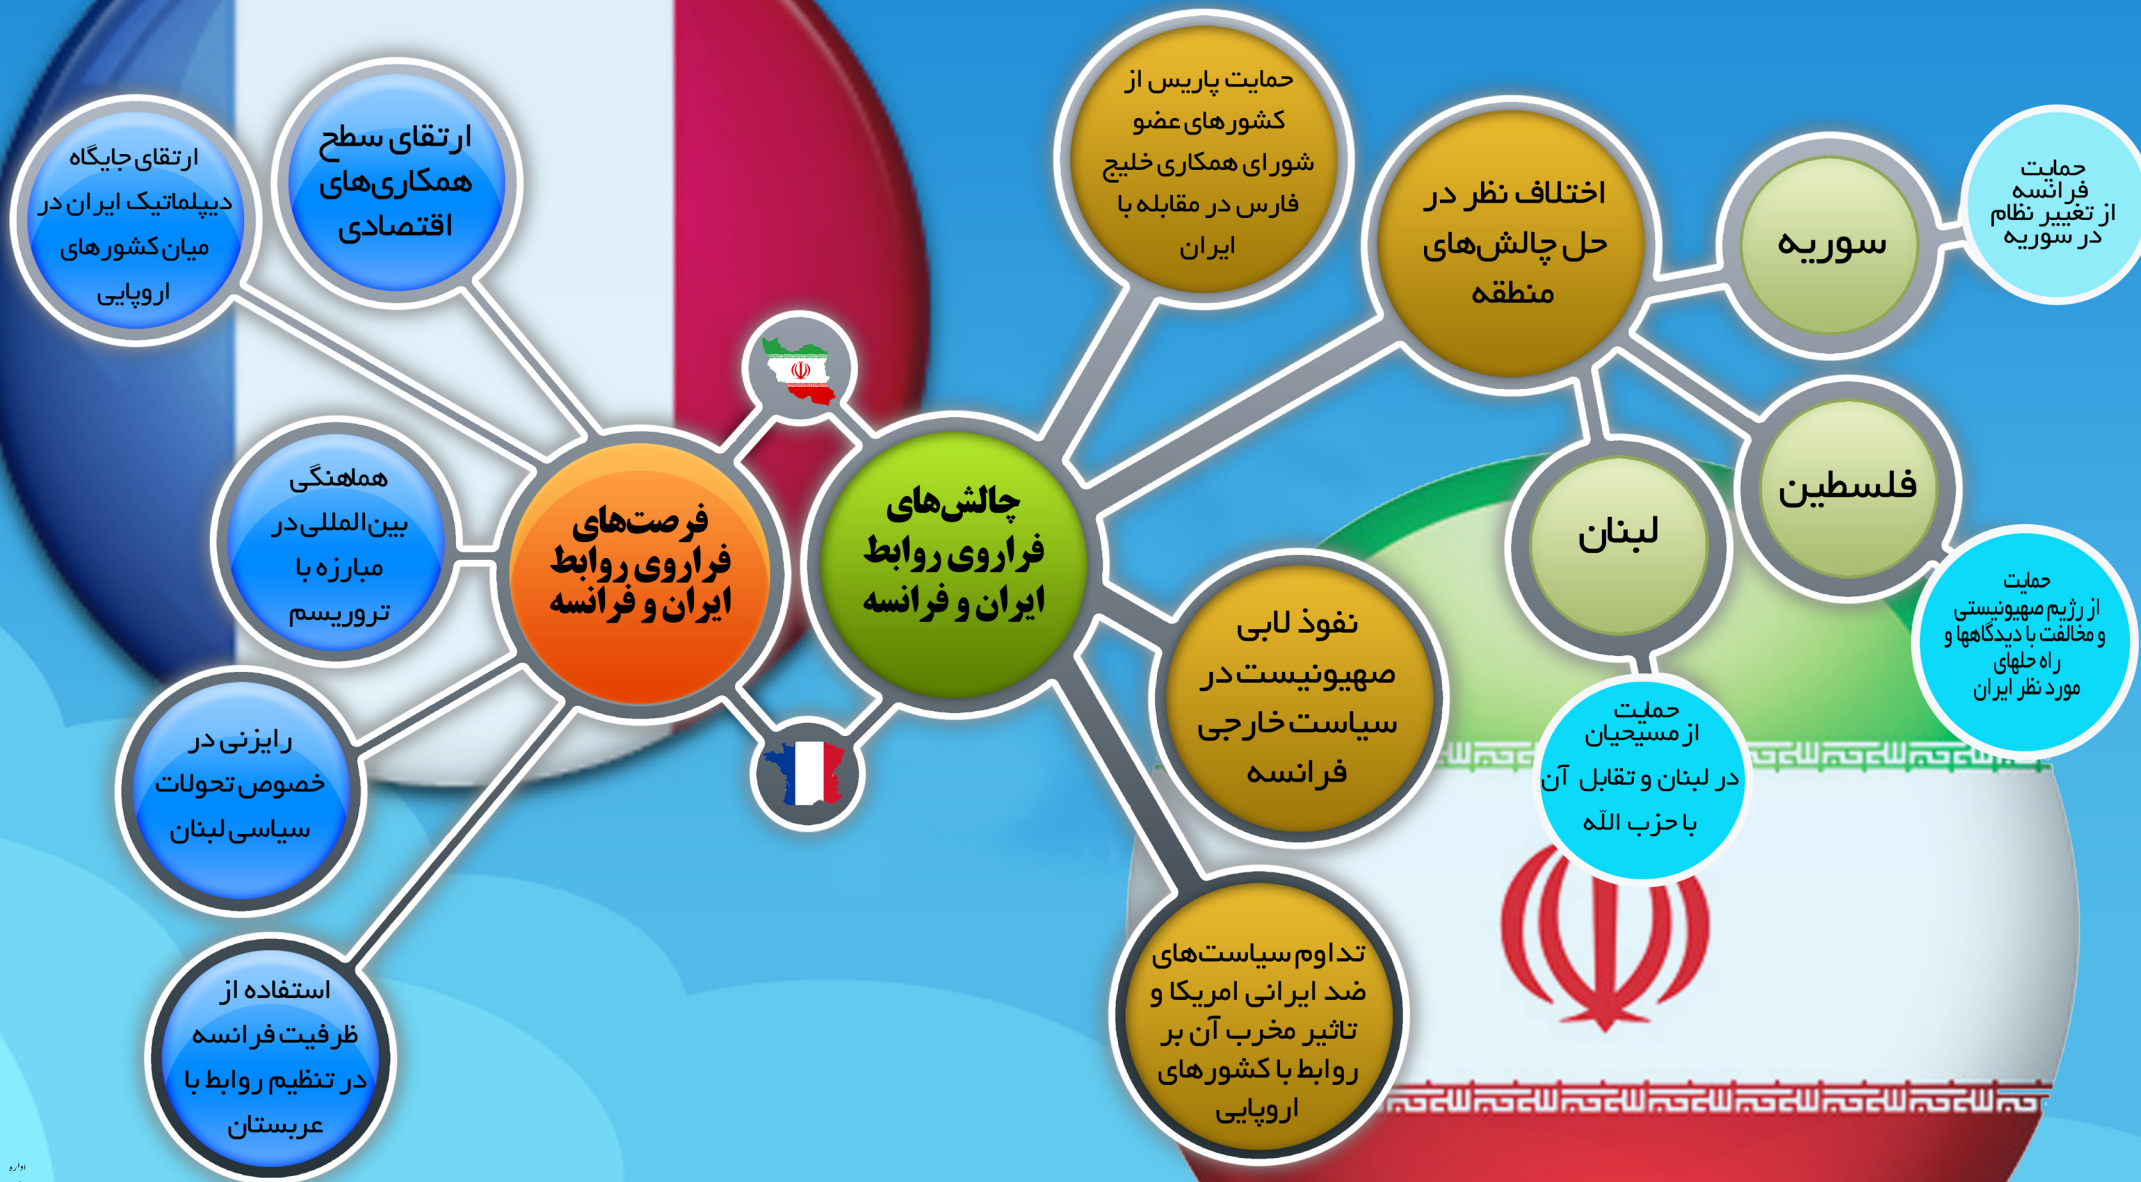 چالش‌های
فراروی روابط
ایران و فرانسه
حمایت پاریس از
کشورهای عضو
شورای همکاری خلیج
فارس در مقابله با
ایران
اختلاف نظر در
حل چالش‌های
منطقه
سوریه
حمایت
فرانسه
از تغییر نظام
در سوریه
فلسطین
حمایت
از رژیم صهیونیستی
و مخالفت با دیدگاهها و
راه حلهای
مورد نظر ایران
لبنان
حمایت
از مسیحیان
در لبنان و تقابل آن
با حزب الله
نفوذ لابی
صهیونیست در
سیاست خارجی
فرانسه
تداوم سیاست‌های
ضد ایرانی امریکا و
تاثیر مخرب آن بر
روابط با کشورهای
اروپایی
فرصت‌های
فراروی روابط
ایران و فرانسه
ارتقای سطح
همکاری‌های
اقتصادی
ارتقای جایگاه
دیپلماتیک ایران در
میان کشورهای
اروپایی
هماهنگی
بین‌المللی در
مبارزه با
تروریسم
رایزنی در
خصوص تحولات
سیاسی لبنان
استفاده از
ظرفیت فرانسه
در تنظیم روابط با
عربستان